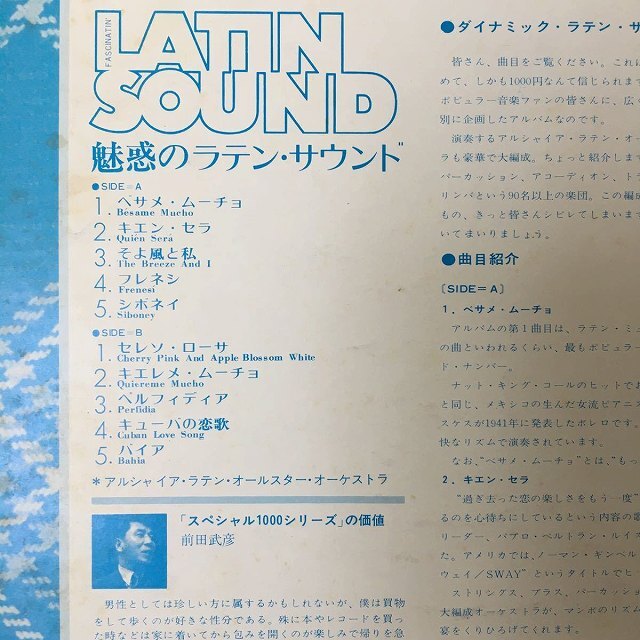 FASCINATIN'
LATIN
SOUND
魅惑のラテン・サウンド
●SIDE=A
1. ベサメ・ムーチョ
Besame Mucho
2. キエン・セラ
Quien Será
3. そよ風と私
The Breeze And I
4. フレネシ
Frenesi
5. シボネイ
Siboney
●SIDE=B
1. セレソ・ローサ
Cherry Pink And Apple Blossom White
2. キエレメ・ムーチョ
Quiereme Mucho
3. ペルフィディア
Perfidia
4. キューバの恋歌
Cuban Love Song
5. バイア
Bahia
＊アルシャイア・ラテン・オールスター・オーケストラ
「スペシャル1000シリーズ」の価値
前田武彦
男性としては珍しい方に属するかもしれないが、僕は買物
をして歩くのが好きな性分である。殊に本やレコードを買っ
た時などは家に着いてから包みを開くのが楽しみで帰りを急
●ダイナミック・ラテン・サ
皆さん、曲目をご覧ください。これに
めて、しかも1000円なんて信じられます
ポピュラー音楽ファンの皆さんに、広く
別に企画したアルバムなのです。
演奏するアルシャイア・ラテン・オー
ラも豪華で大編成。ちょっと紹介します
パーカッション、アコーディオン、ト
リンバという90名以上の楽団。この編成
もの、きっと皆さんシビレてしまいます
いてまいりましょう。
●曲目紹介
〔SIDE=A〕
1. ベサメ・ムーチョ
アルバムの第1曲目は、ラテン・ミュ
の曲といわれるくらい、最もポピュラー
ド・ナンバー。
ナット・キング・コールのヒットでお
と同じ、メキシコの生んだ女流ピアニス
スケスが1941年に発表したボレロです。
快なリズムで演奏されています。
なお、"ベサメ・ムーチョ"とは、"もっ
2. キエン・セラ
"過ぎ去った恋の楽しさをもう一度"
るのを心待ちにしているという内容の歌
リーダー、パブロ・ベルトラン・ルイス
た。アメリカでは、ノーマン・ギンベル
ウェイ／SWAY"というタイトルでヒ
ストリングス、ブラス、パーカッショ
大編成オーケストラが、マンボのリズム
宴をくりひろげてくれます。